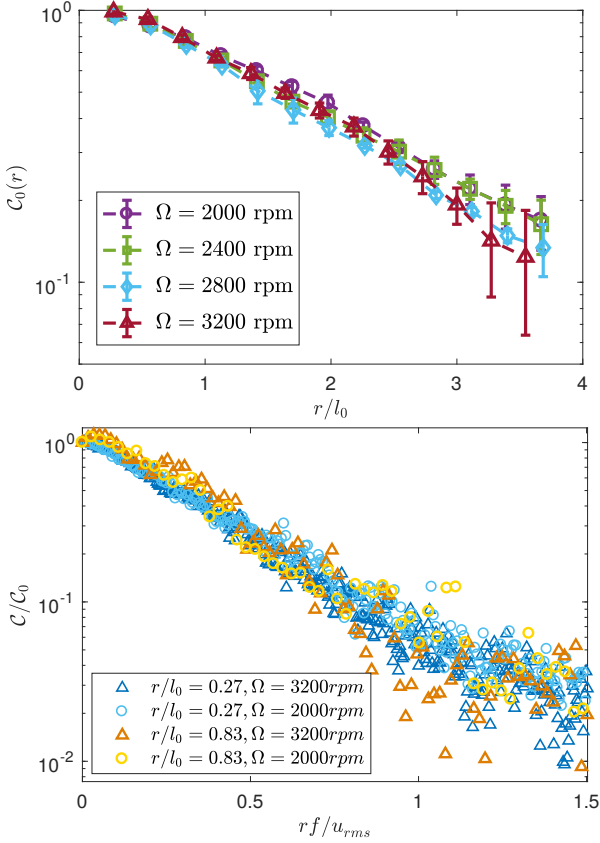 10^0
10^{-1}
C_0(r)
Ω = 2000 rpm
Ω = 2400 rpm
Ω = 2800 rpm
Ω = 3200 rpm
0 1 2 3 4
r/l_0
10^0
10^{-1}
10^{-2}
C/C_0
r/l_0 = 0.27, Ω = 3200rpm
r/l_0 = 0.27, Ω = 2000rpm
r/l_0 = 0.83, Ω = 3200rpm
r/l_0 = 0.83, Ω = 2000rpm
0 0.5 1 1.5
rf/u_{rms}